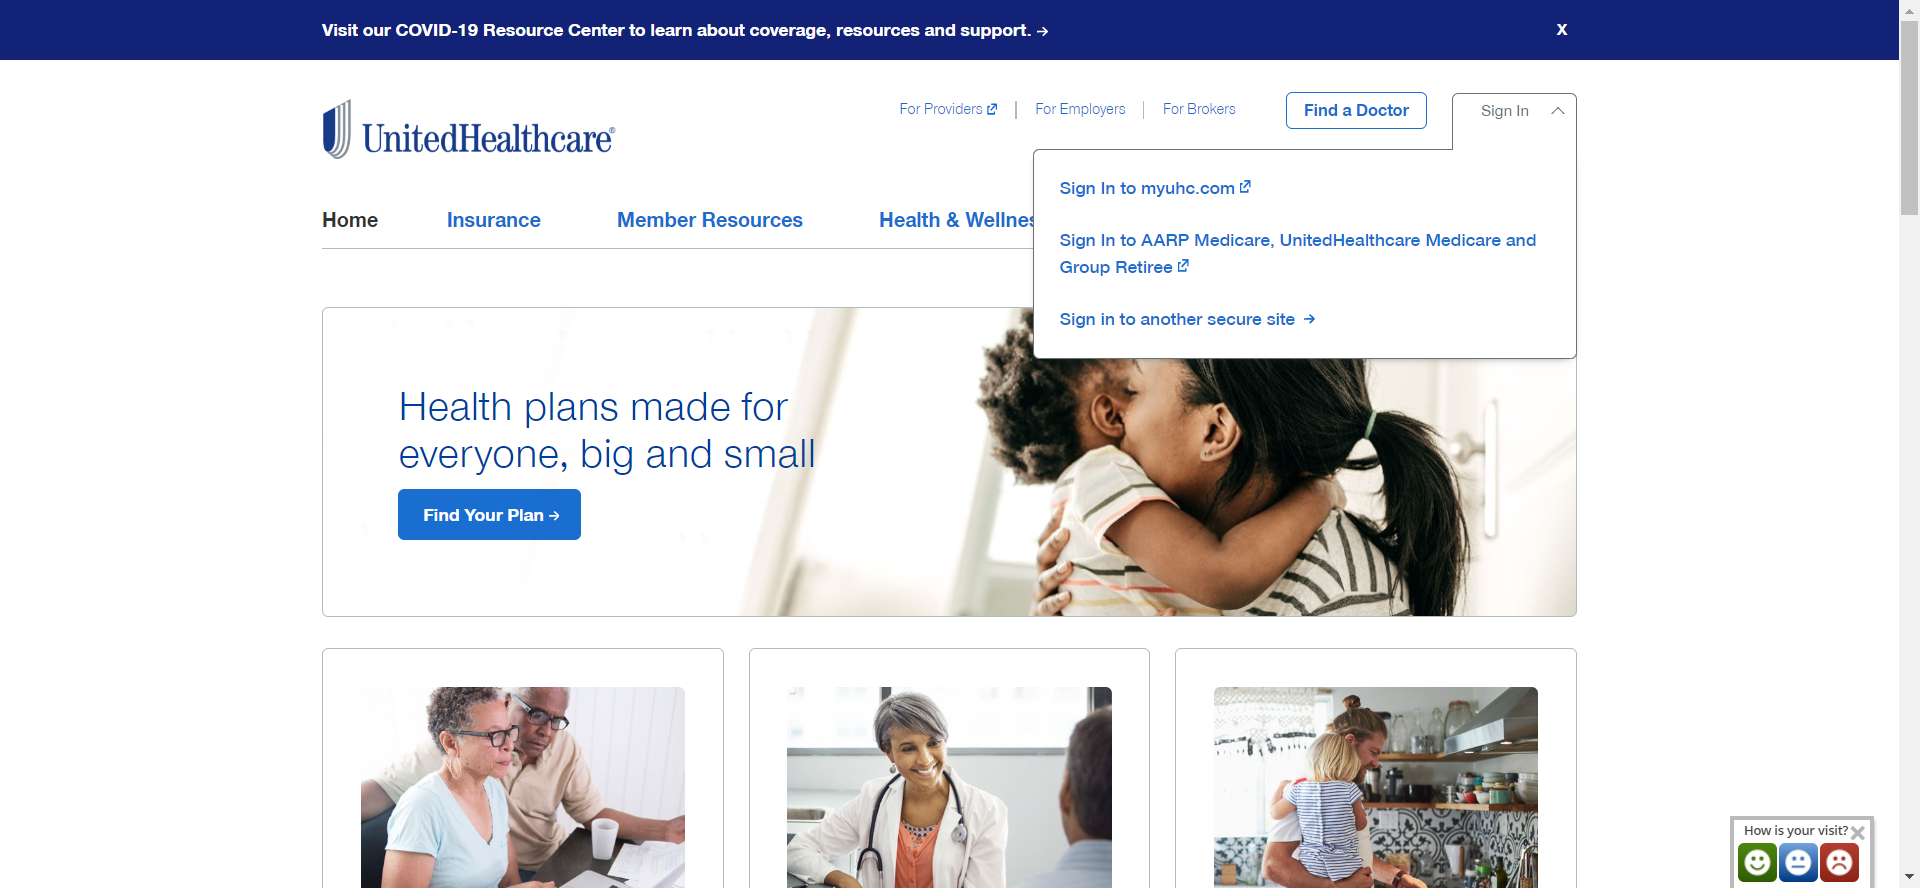 Visit our COVID-19 Resource Center to learn about coverage, resources and support. →
X
UnitedHealthcare®
For Providers
For Employers
For Brokers
Find a Doctor
Sign In
Sign In to myuhc.com
Sign In to AARP Medicare, UnitedHealthcare Medicare and
Group Retiree
Sign in to another secure site →
Home
Insurance
Member Resources
Health & Wellnes
Health plans made for
everyone, big and small
Find Your Plan →
How is your visit?